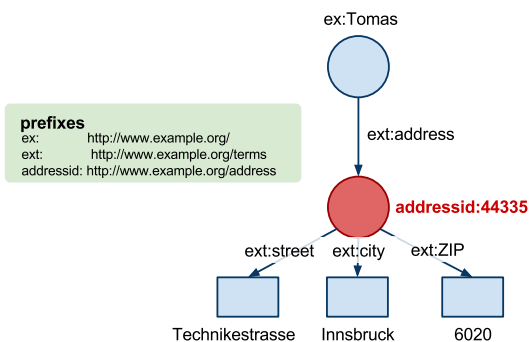 ex:Tomas
prefixes
ex: http://www.example.org/
ext: http://www.example.org/terms
addressid: http://www.example.org/address
ext:address
addressid:44335
ext:street ext:city ext:ZIP
Technikestrasse Innsbruck 6020